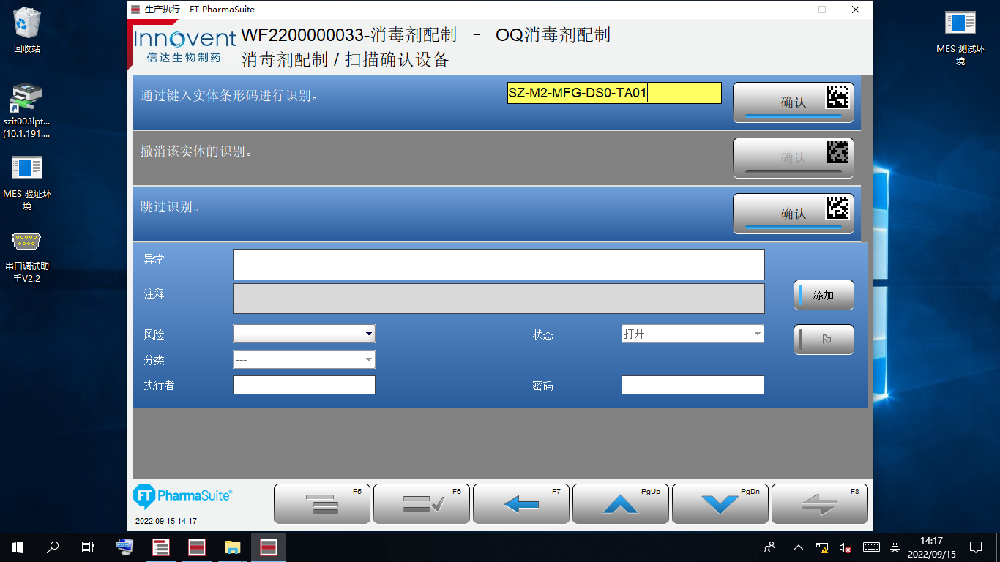 生产执行 - FT PharmaSuite
回收站
szit003lpt...
(10.1.191....
MES 验证环
境
串口调试助
手V2.2
MES 测试环
境
Innovent
信达生物制药
WF2200000033-消毒剂配制 - OQ消毒剂配制
消毒剂配制 / 扫描确认设备
通过键入实体条形码进行识别。
SZ-M2-MFG-DS0-TA01
确认
撤消该实体的识别。
确认
跳过识别。
确认
异常
注释
添加
风险
状态
打开
分类
---
执行者
密码
FT PharmaSuite®
2022.09.15 14:17
F5
F6
F7
PgUp
PgDn
F8
英
14:17
2022/09/15